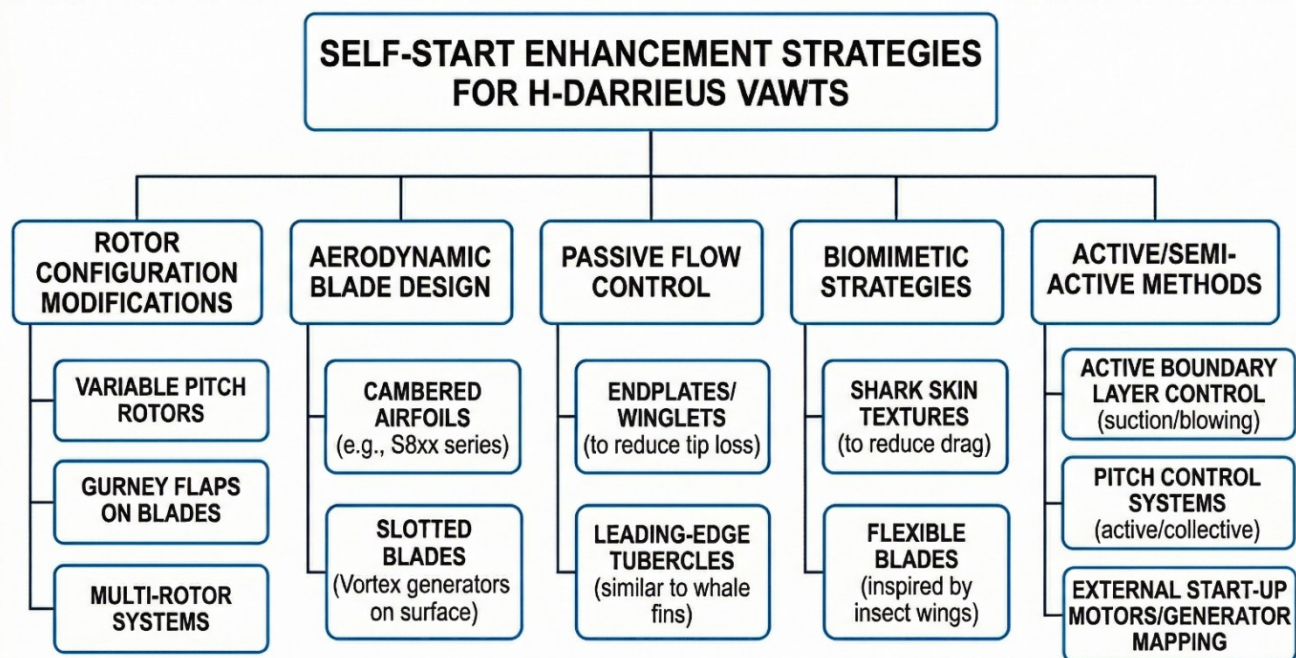 SELF-START ENHANCEMENT STRATEGIES
FOR H-DARRIEUS VAWTS
ROTOR
CONFIGURATION
MODIFICATIONS
VARIABLE PITCH
ROTORS
GURNEY FLAPS
ON BLADES
MULTI-ROTOR
SYSTEMS
AERODYNAMIC
BLADE DESIGN
CAMBERED
AIRFOILS
(e.g., S8xx series)
SLOTTED
BLADES
(Vortex generators
on surface)
PASSIVE FLOW
CONTROL
ENDPLATES/
WINGLETS
(to reduce tip loss)
LEADING-EDGE
TUBERCLES
(similar to whale
fins)
BIOMIMETIC
STRATEGIES
SHARK SKIN
TEXTURES
(to reduce drag)
FLEXIBLE
BLADES
(inspired by
insect wings)
ACTIVE/SEMI-
ACTIVE METHODS
ACTIVE BOUNDARY
LAYER CONTROL
(suction/blowing)
PITCH CONTROL
SYSTEMS
(active/collective)
EXTERNAL START-UP
MOTORS/GENERATOR
MAPPING